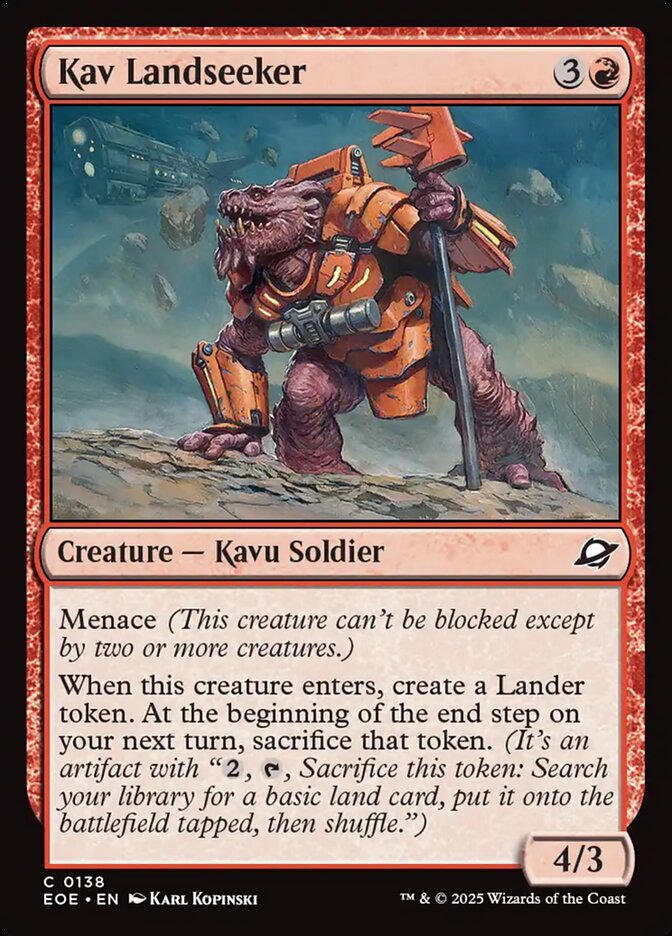 Kav Landseeker 3
Creature — Kavu Soldier
Menace (This creature can't be blocked except
by two or more creatures.)
When this creature enters, create a Lander
token. At the beginning of the end step on
your next turn, sacrifice that token. (It's an
artifact with “2, , Sacrifice this token: Search
your library for a basic land card, put it onto the
battlefield tapped, then shuffle.”)
4/3
C 0138
EOE • EN Karl Kopinski ™ & © 2025 Wizards of the Coast